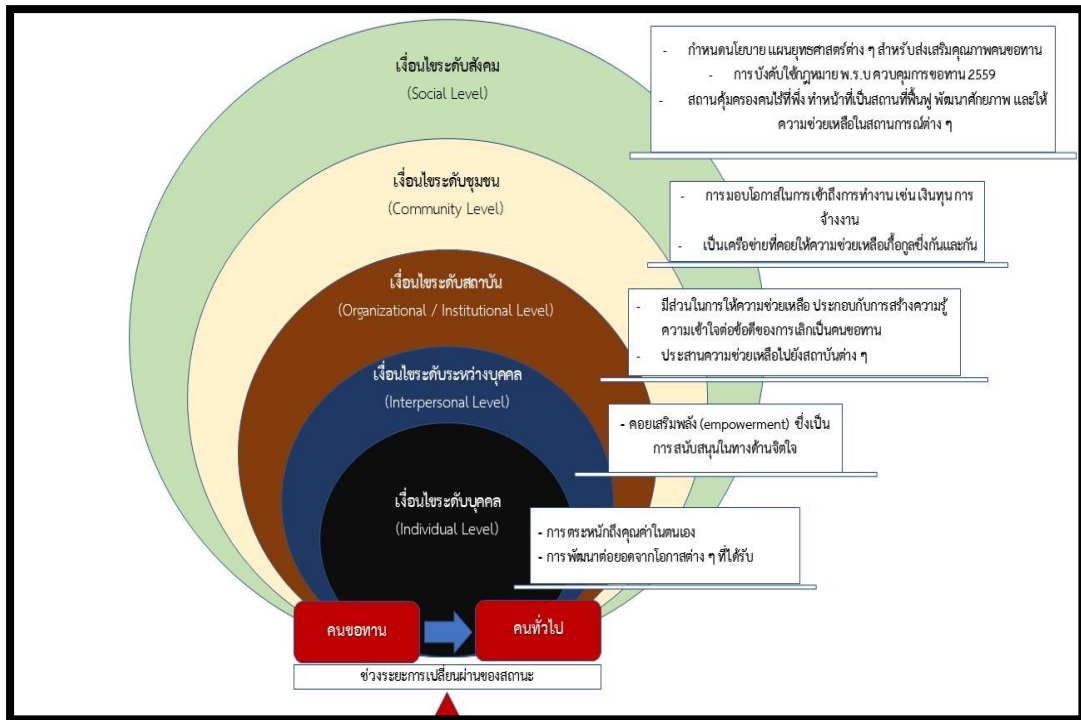 เงื่อนไขระดับสังคม
(Social Level)
- กำหนดนโยบาย แผนยุทธศาสตร์ต่าง ๆ สำหรับส่งเสริมคุณภาพคนขอทาน
- การบังคับใช้กฎหมาย พ.ร.บ ควบคุมการขอทาน 2559
- สถานคุ้มครองคนไร้ที่พึ่ง ทำหน้าที่เป็นสถานที่ฟื้นฟู พัฒนาศักยภาพ และให้
ความช่วยเหลือในสถานการณ์ต่าง ๆ
เงื่อนไขระดับชุมชน
(Community Level)
- การมอบโอกาสในการเข้าถึงการทำงาน เช่น เงินทุน การ
จ้างงาน
- เป็นเครือข่ายที่คอยให้ความช่วยเหลือเกื้อกูลซึ่งกันและกัน
เงื่อนไขระดับสถาบัน
(Organizational / Institutional Level)
- มีส่วนในการให้ความช่วยเหลือ ประกอบกับการสร้างความรู้
ความเข้าใจต่อข้อดีของการเลิกเป็นคนขอทาน
- ประสานความช่วยเหลือไปยังสถาบันต่าง ๆ
เงื่อนไขระดับระหว่างบุคคล
(Interpersonal Level)
- คอยเสริมพลัง (empowerment) ซึ่งเป็น
การสนับสนุนในทางด้านจิตใจ
เงื่อนไขระดับบุคคล
(Individual Level)
- การตระหนักถึงคุณค่าในตนเอง
- การพัฒนาต่อยอดจากโอกาสต่าง ๆ ที่ได้รับ
คนขอทาน
คนทั่วไป
ช่วงระยะการเปลี่ยนผ่านของสถานะ